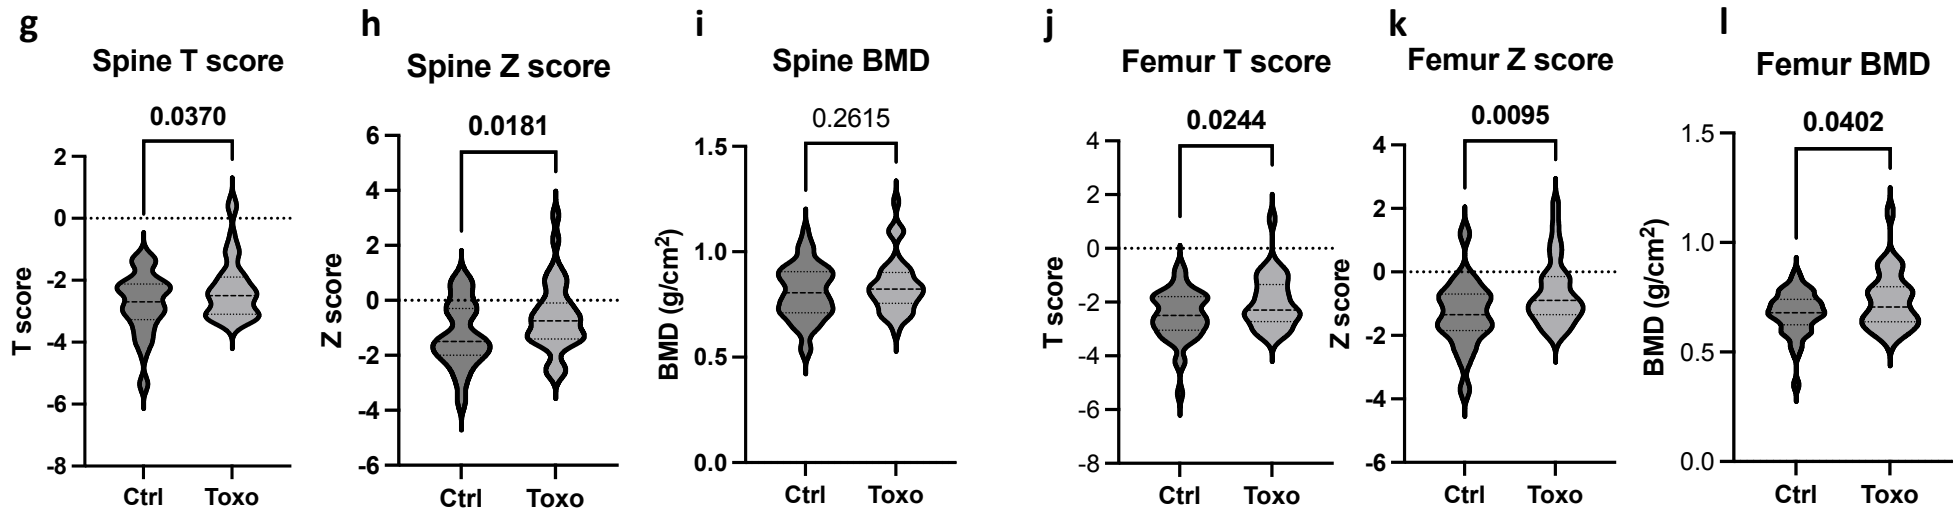 g
Spine T score
0.0370
2
0
-2
-4
-6
-8
T score
Ctrl
Toxo
h
Spine Z score
0.0181
6
4
2
0
-2
-4
-6
Z score
Ctrl
Toxo
i
Spine BMD
0.2615
1.5
1.0
0.5
0.0
BMD (g/cm²)
Ctrl
Toxo
j
Femur T score
0.0244
4
2
0
-2
-4
-6
-8
T score
Ctrl
Toxo
k
Femur Z score
0.0095
4
2
0
-2
-4
-6
Z score
Ctrl
Toxo
l
Femur BMD
0.0402
1.5
1.0
0.5
0.0
BMD (g/cm²)
Ctrl
Toxo